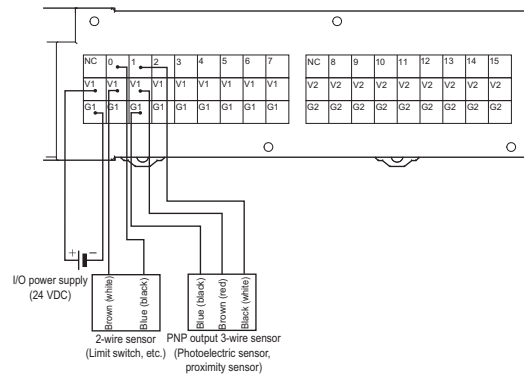 NC 0 1 2 3 4 5 6 7 NC 8 9 10 11 12 13 14 15
V1 V1 V1 V1 V1 V1 V1 V1 V1 V2 V2 V2 V2 V2 V2 V2 V2 V2
G1 G1 G1 G1 G1 G1 G1 G1 G1 G2 G2 G2 G2 G2 G2 G2 G2 G2
+ −
I/O power supply
(24 VDC)
Brown (white)
Blue (black)
2-wire sensor
(Limit switch, etc.)
Blue (black)
Brown (red)
Black (white)
PNP output 3-wire sensor
(Photoelectric sensor,
proximity sensor)